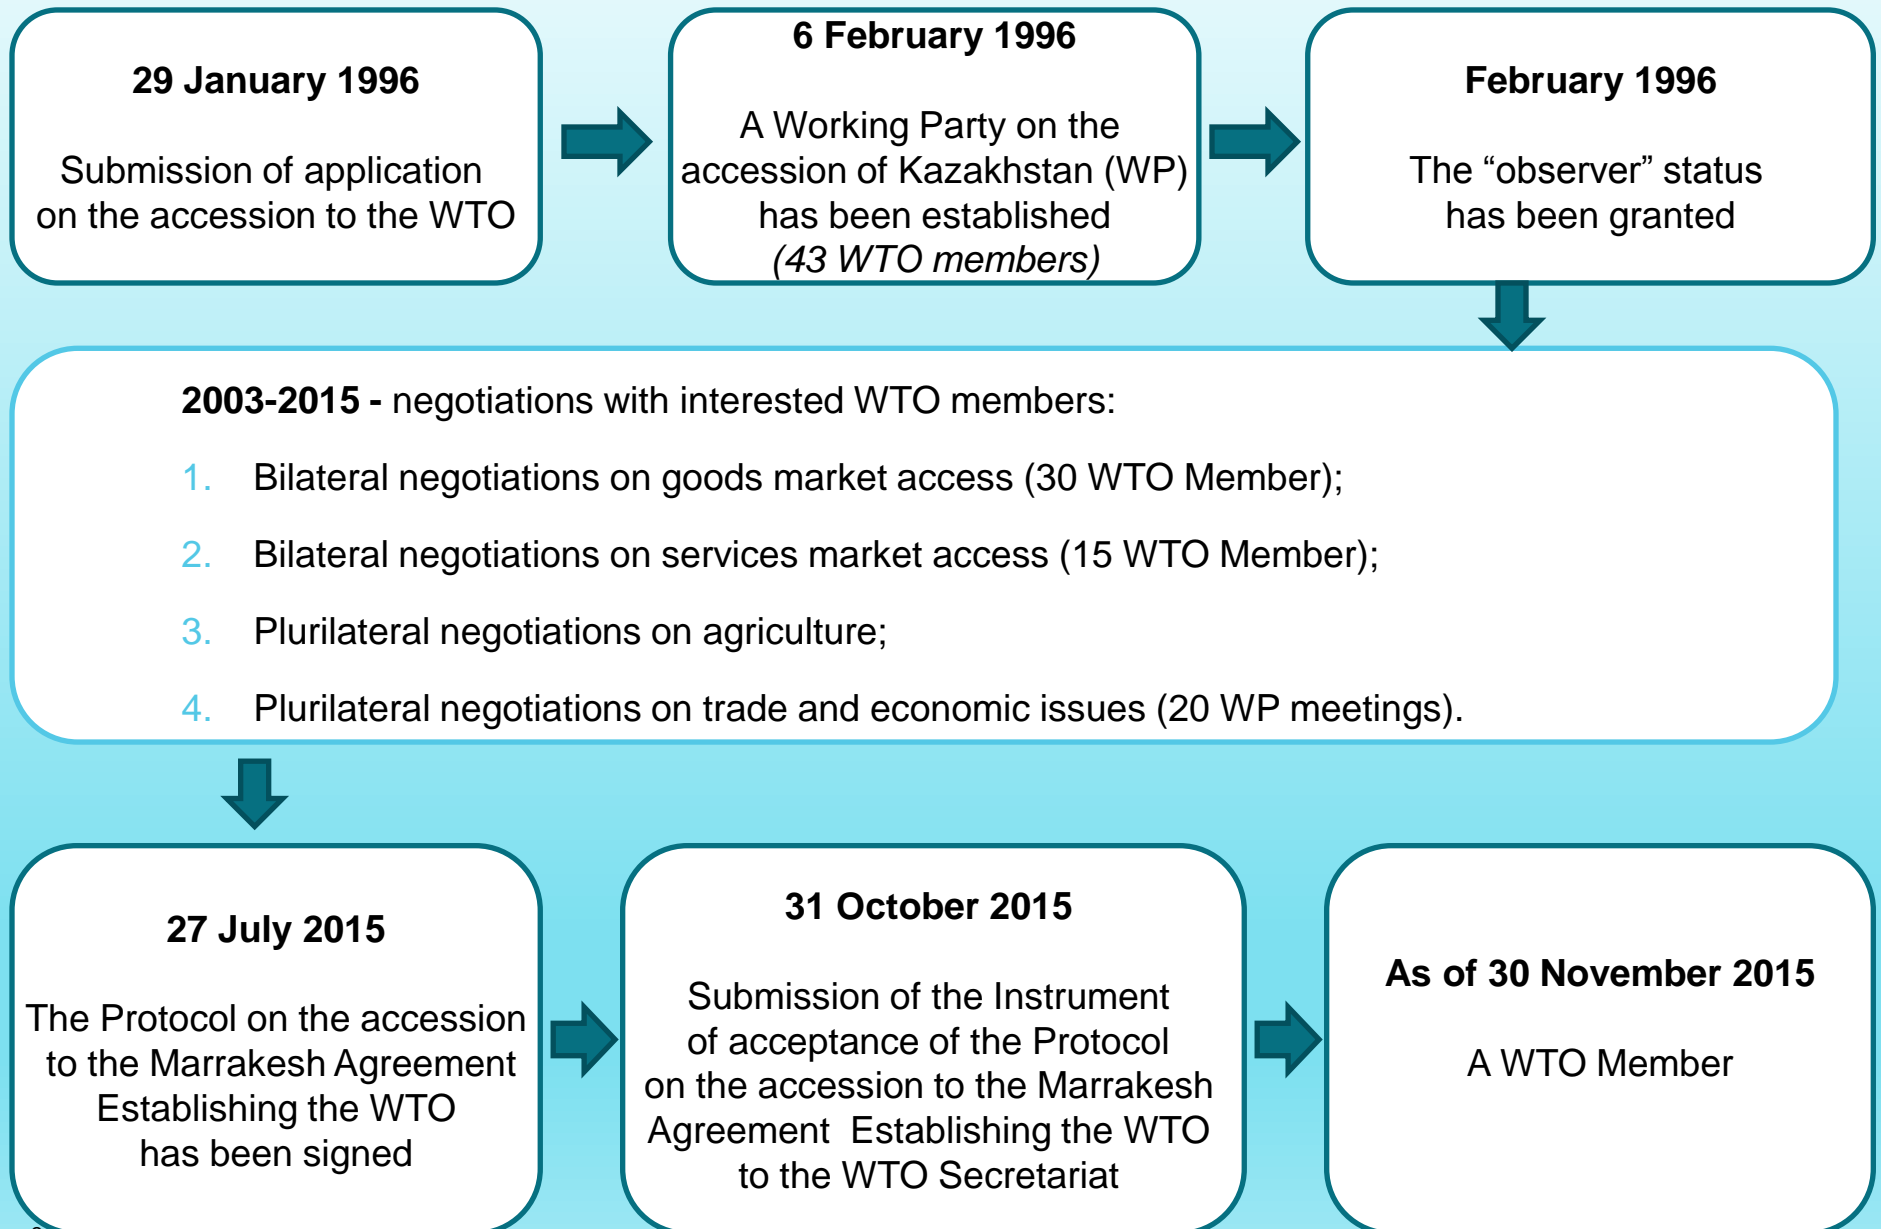 29 January 1996
Submission of application
on the accession to the WTO
6 February 1996
A Working Party on the
accession of Kazakhstan (WP)
has been established
(43 WTO members)
February 1996
The “observer” status
has been granted
2003-2015 - negotiations with interested WTO members:
1. Bilateral negotiations on goods market access (30 WTO Member);
2. Bilateral negotiations on services market access (15 WTO Member);
3. Plurilateral negotiations on agriculture;
4. Plurilateral negotiations on trade and economic issues (20 WP meetings).
27 July 2015
The Protocol on the accession
to the Marrakesh Agreement
Establishing the WTO
has been signed
31 October 2015
Submission of the Instrument
of acceptance of the Protocol
on the accession to the Marrakesh
Agreement Establishing the WTO
to the WTO Secretariat
As of 30 November 2015
A WTO Member